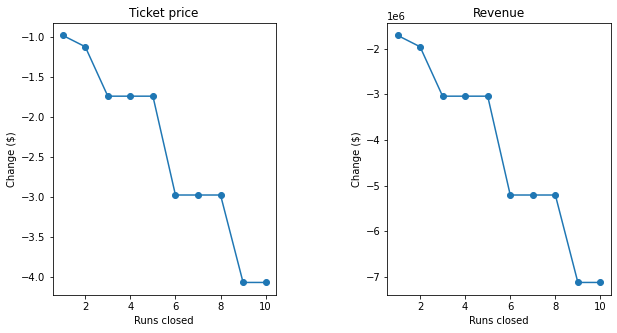 Ticket price
Change ($)
−1.0
−1.5
−2.0
−2.5
−3.0
−3.5
−4.0
2 4 6 8 10
Runs closed
Revenue
1e6
Change ($)
−2
−3
−4
−5
−6
−7
2 4 6 8 10
Runs closed